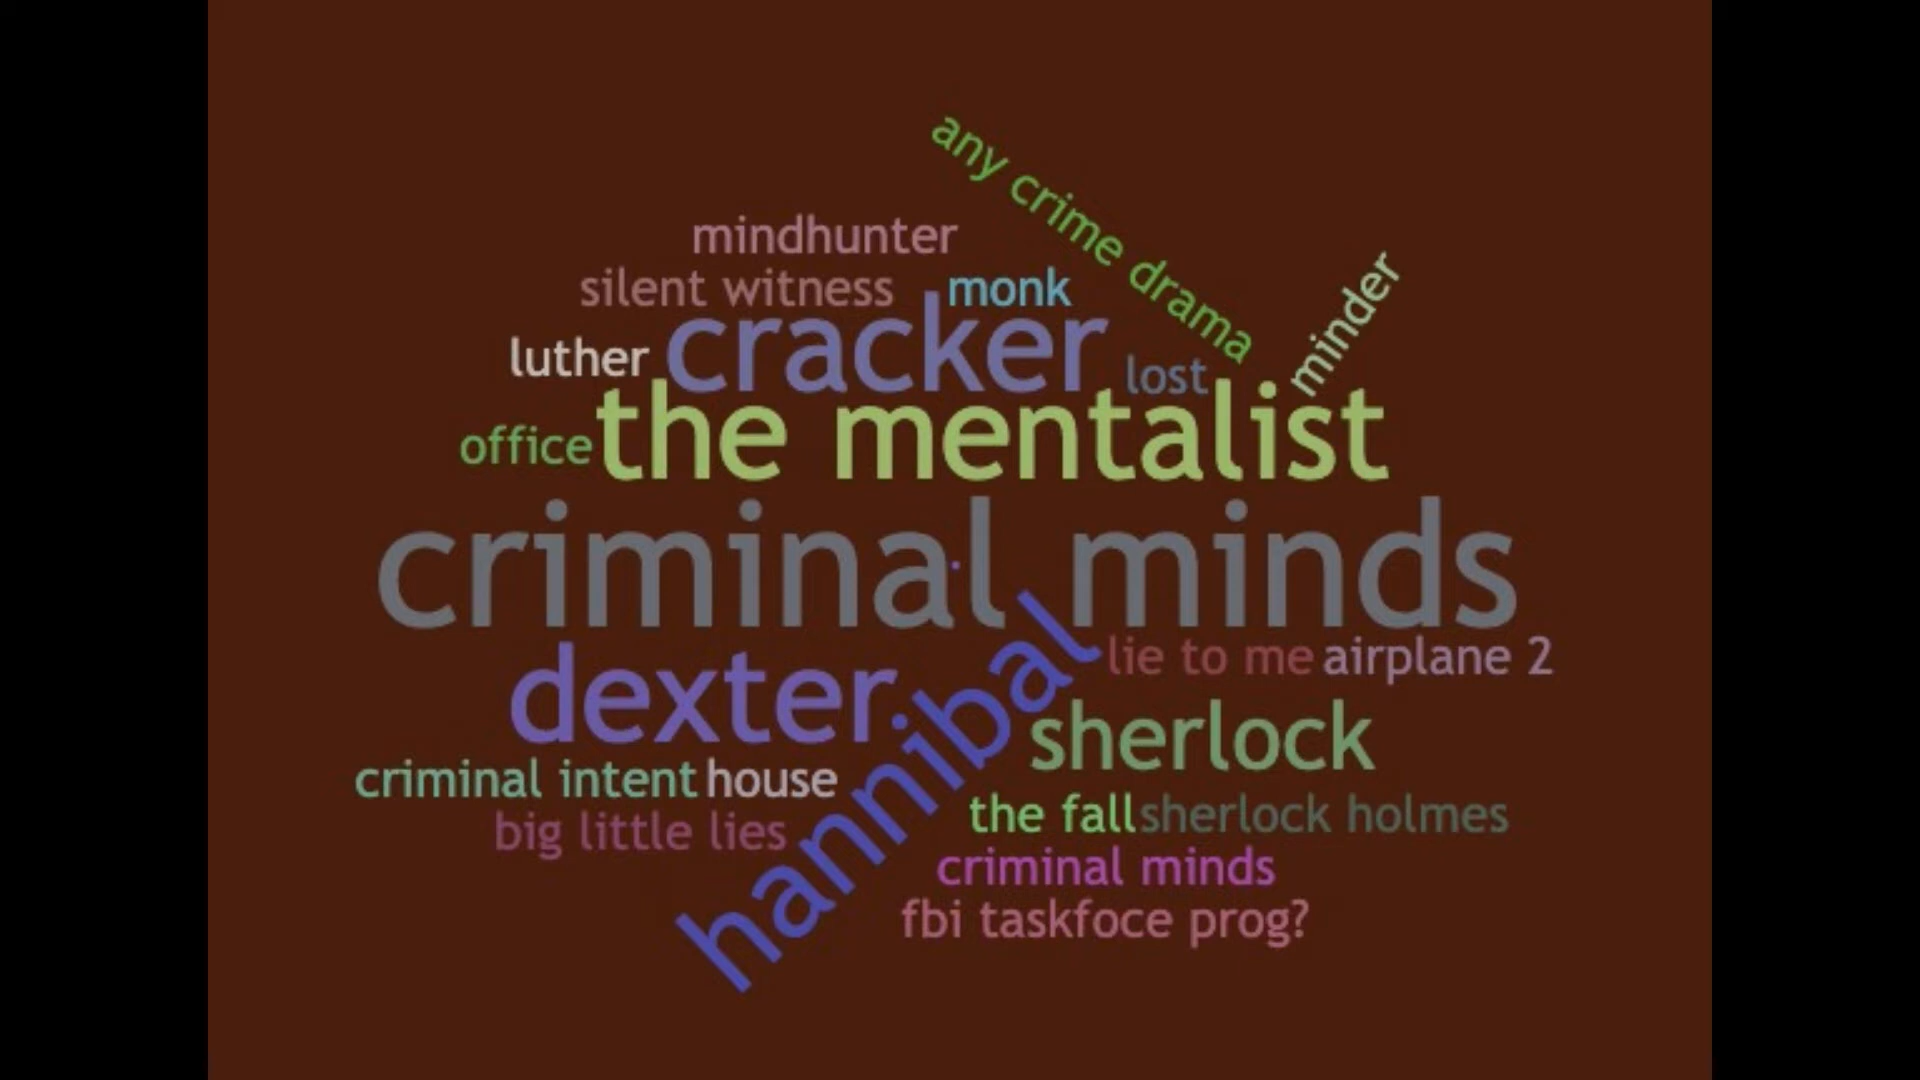 any crime drama
mindhunter
minder
silent witness
monk
cracker
luther
lost
the mentalist
office
criminal minds
hannibal
lie to me
airplane 2
dexter
sherlock
criminal intent
house
the fall
sherlock holmes
big little lies
criminal minds
fbi taskfoce prog?